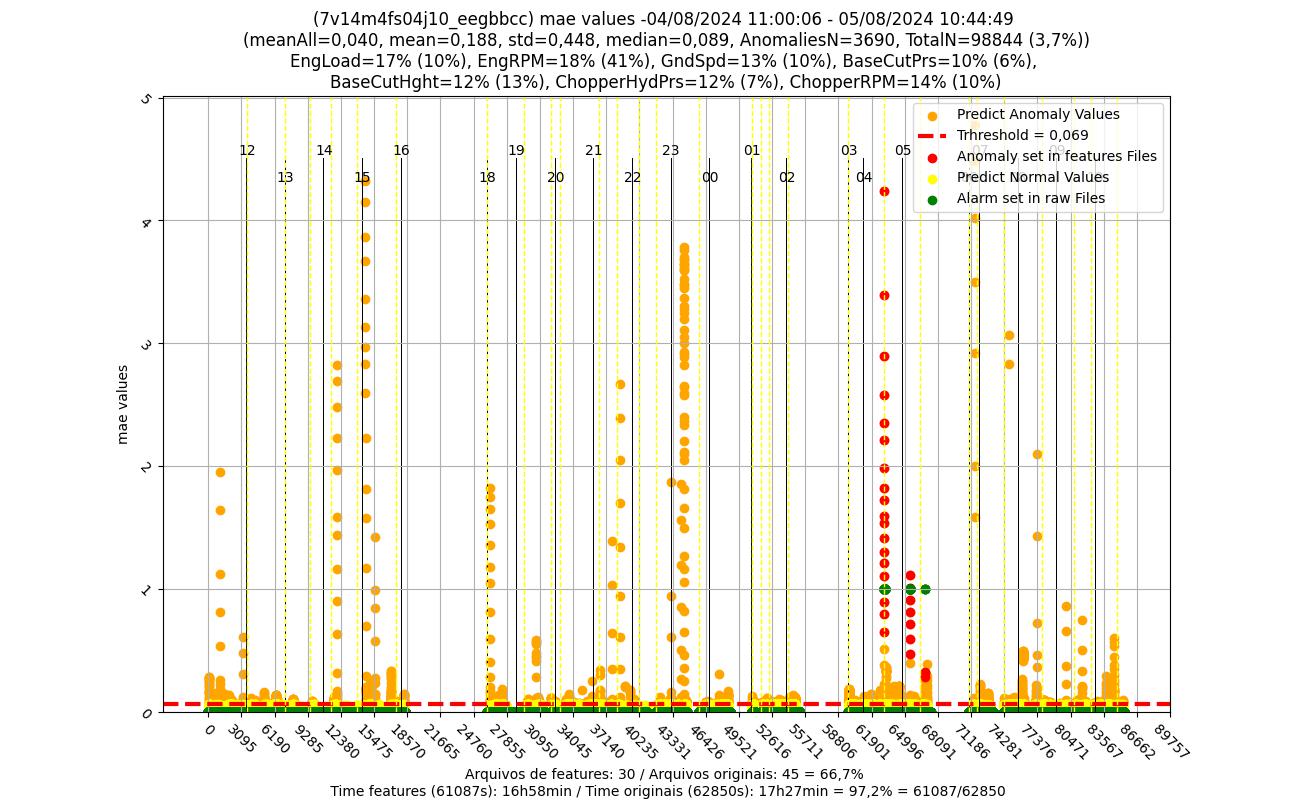 (7v14m4fs04j10_eegbbcc) mae values -04/08/2024 11:00:06 - 05/08/2024 10:44:49
(meanAll=0,040, mean=0,188, std=0,448, median=0,089, AnomaliesN=3690, TotalN=98844 (3,7%))
EngLoad=17% (10%), EngRPM=18% (41%), GndSpd=13% (10%), BaseCutPrs=10% (6%),
BaseCutHght=12% (13%), ChopperHydPrs=12% (7%), ChopperRPM=14% (10%)
Predict Anomaly Values
Trhreshold = 0,069
Anomaly set in features Files
Predict Normal Values
Alarm set in raw Files
12 14 16 19 21 23 01 03 05 07 09
13 15 18 20 22 00 02 04
5
4
3
2
1
0
mae values
0 3095 6190 9285 12380 15475 18570 21665 24760 27855 30950 34045 37140 40235 43331 46426 49521 52616 55711 58806 61901 64996 68091 71186 74281 77376 80471 83567 86662 89757
Arquivos de features: 30 / Arquivos originais: 45 = 66,7%
Time features (61087s): 16h58min / Time originais (62850s): 17h27min = 97,2% = 61087/62850